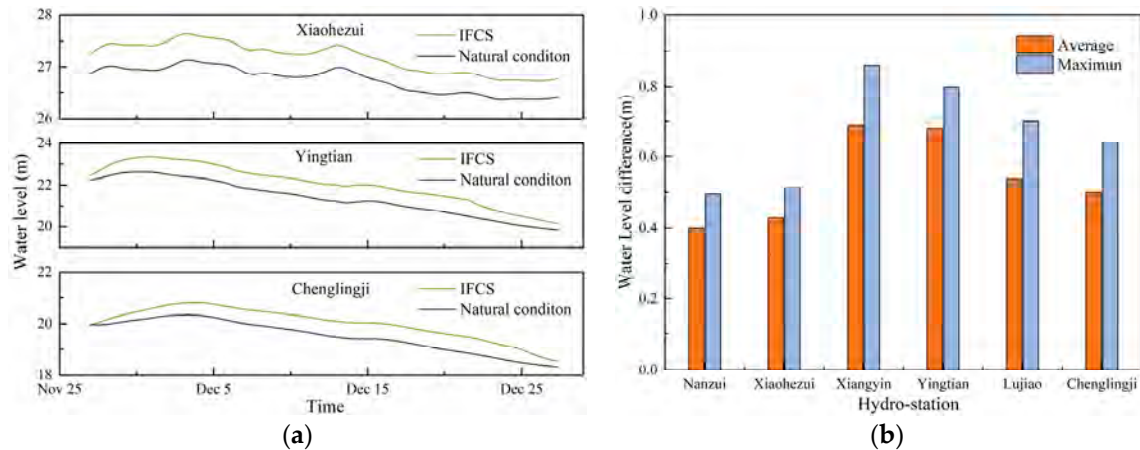 Xiaohezui
IFCS
Natural conditon
28
27
26
Yingtian
IFCS
Natural conditon
24
22
20
Chenglingji
IFCS
Natural conditon
22
20
18
Water level (m)
Nov 25
Dec 5
Dec 15
Dec 25
Time
(a)
Average
Maximun
1.0
0.8
0.6
0.4
0.2
0.0
Water Level difference(m)
Nanzui
Xiaohezui
Xiangyin
Yingtian
Lujiao
Chenglingji
Hydro-station
(b)